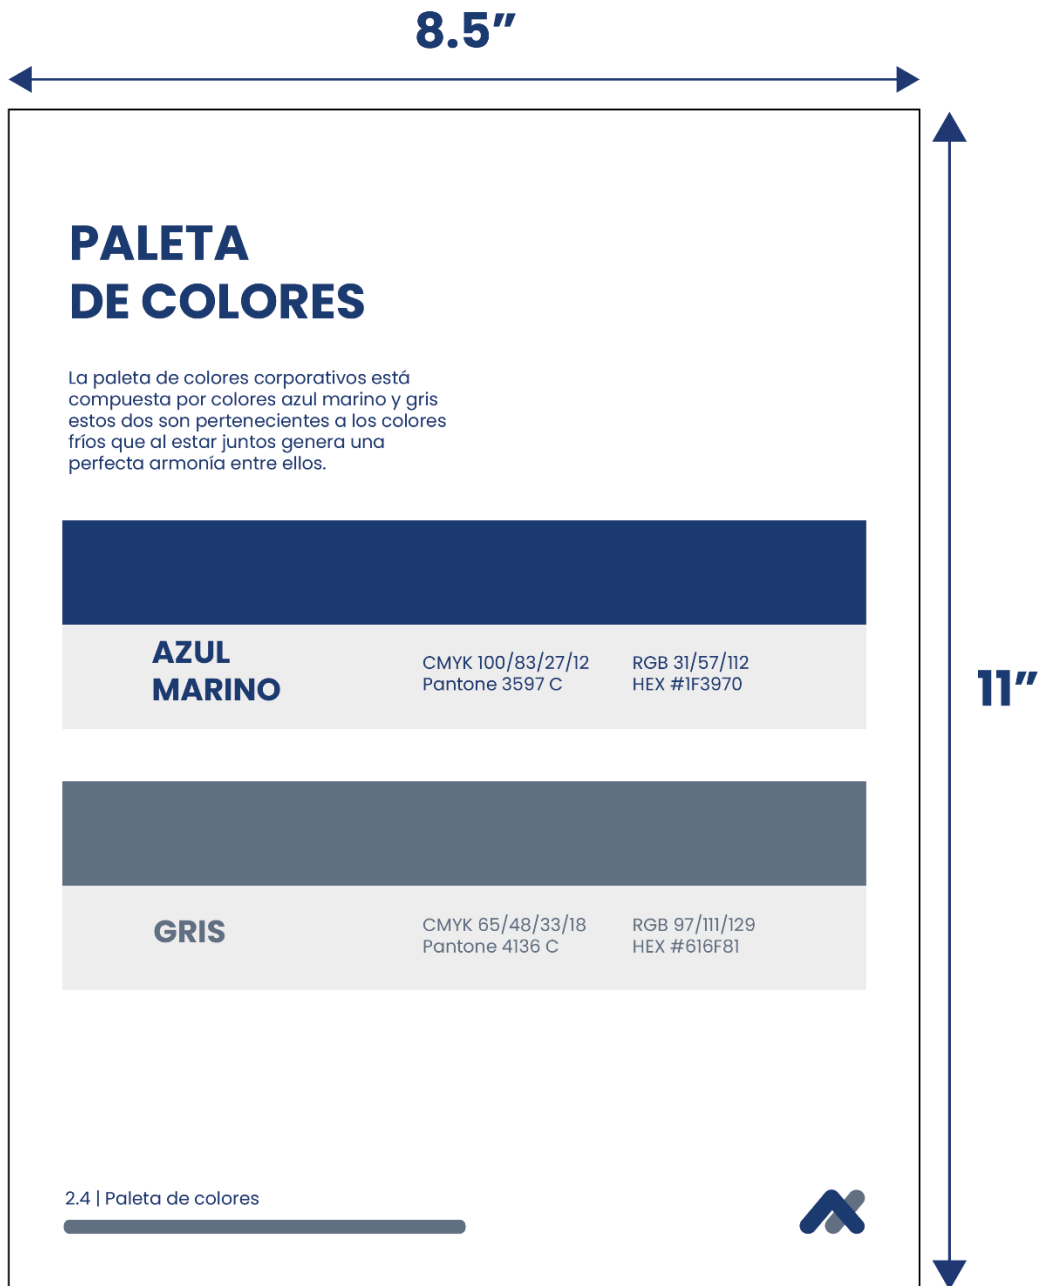 8.5"
PALETA
DE COLORES
La paleta de colores corporativos está
compuesta por colores azul marino y gris
estos dos son pertenecientes a los colores
fríos que al estar juntos genera una
perfecta armonía entre ellos.
AZUL
MARINO
CMYK 100/83/27/12
Pantone 3597 C
RGB 31/57/112
HEX #1F3970
11"
GRIS
CMYK 65/48/33/18
Pantone 4136 C
RGB 97/111/129
HEX #616F81
2.4 | Paleta de colores